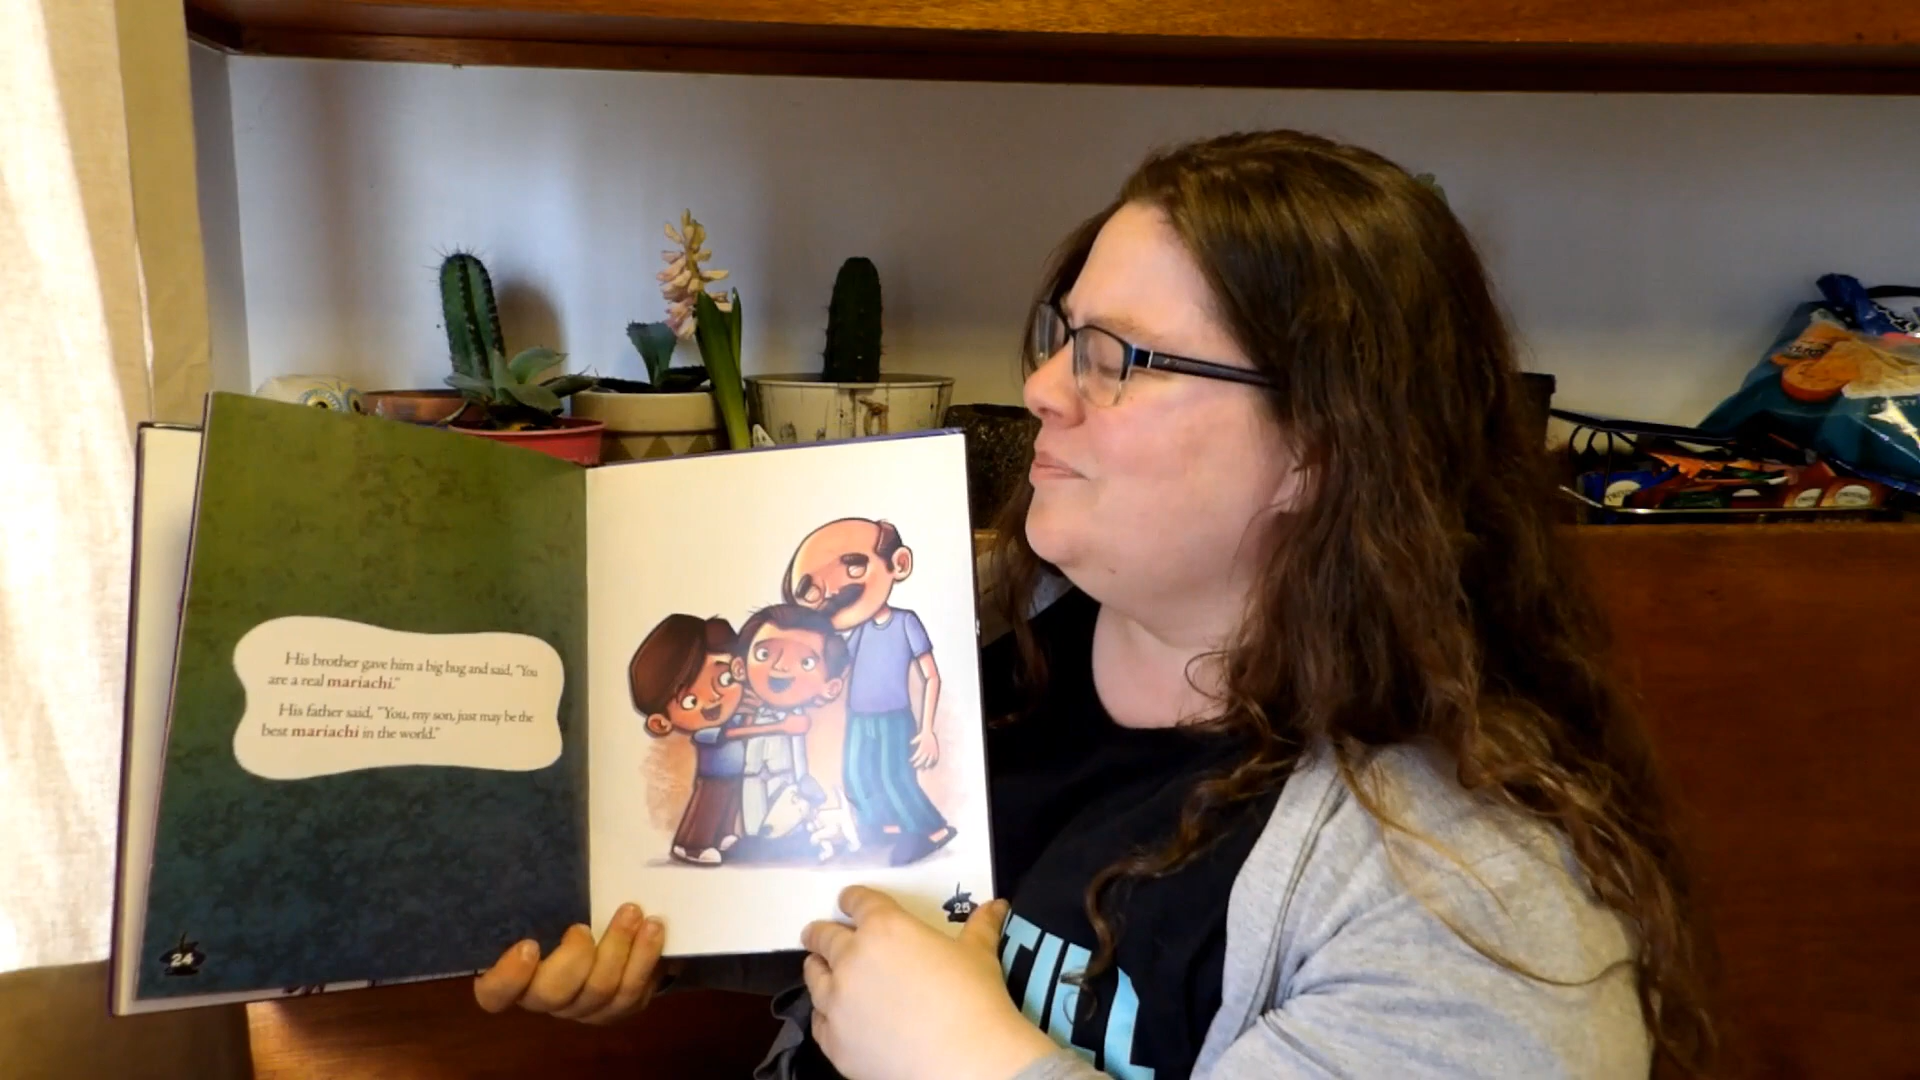 His brother gave him a big hug and said, "You
are a real mariachi."
His father said, "You, my son, just may be the
best mariachi in the world."
24
25